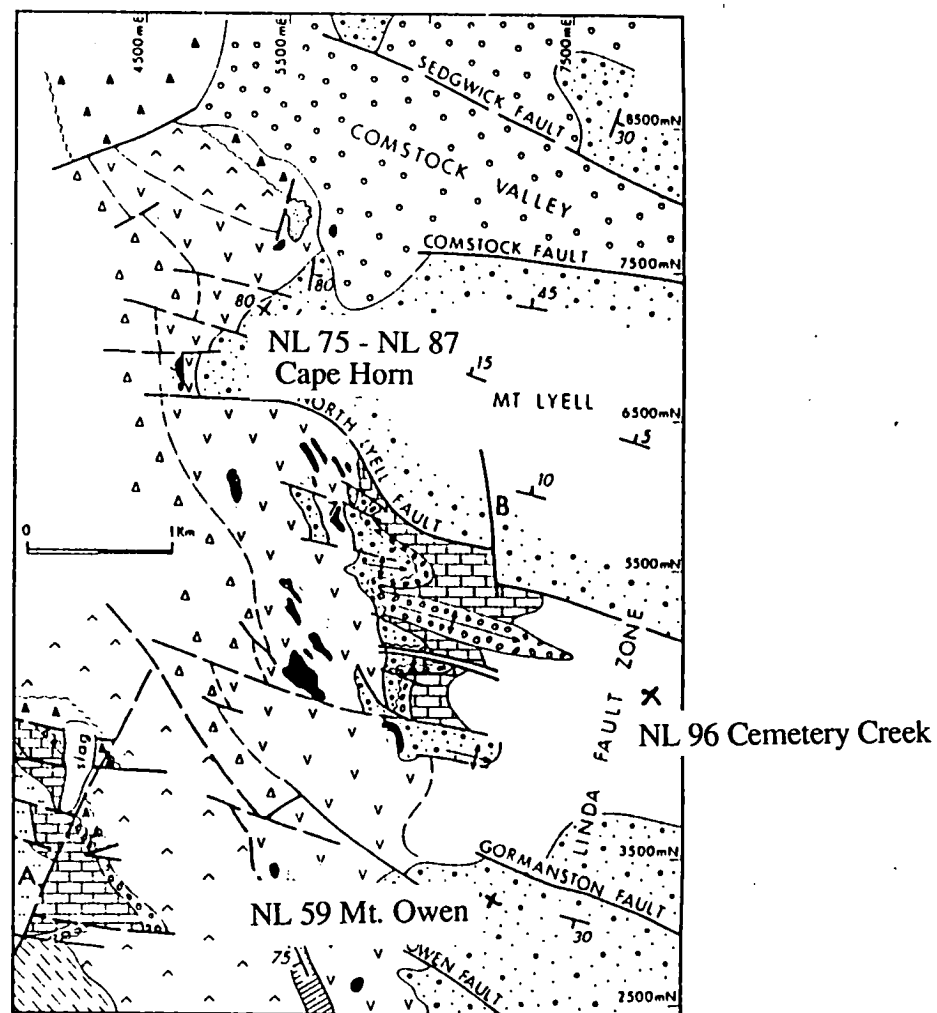 4500mE
5500mE
7500mE
SEDGWICK FAULT
8500mN
30
COMSTOCK VALLEY
COMSTOCK FAULT
7500mN
80
80
45
NL 75 - NL 87
Cape Horn
15
MT LYELL
6500mN
5
NORTH LYELL FAULT
10
B
0
1Km
5500mN
LINDA FAULT ZONE
NL 96 Cemetery Creek
slag
A
3500mN
GORMANSTON FAULT
NL 59 Mt. Owen
30
75
OWEN FAULT
2500mN